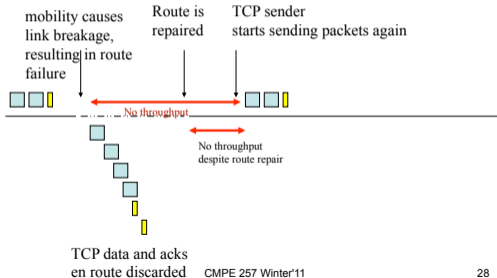 mobility causes
link breakage,
resulting in route
failure
Route is
repaired
TCP sender
starts sending packets again
No throughput
No throughput
despite route repair
TCP data and acks
en route discarded
CMPE 257 Winter'11
28